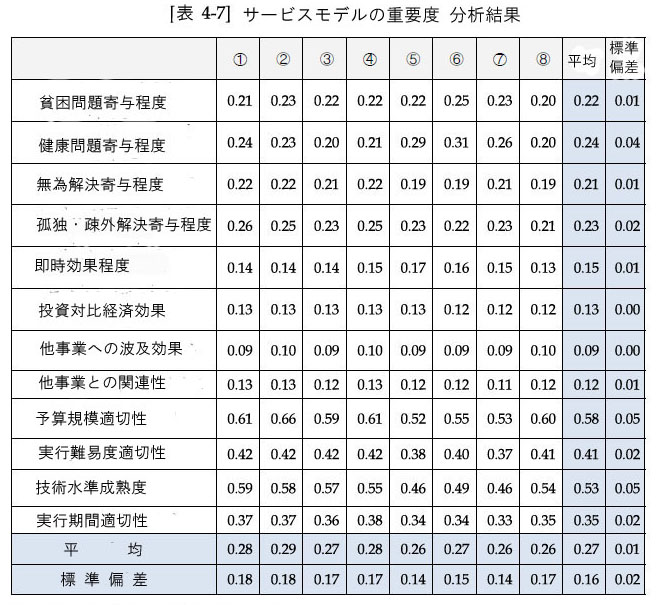 [表 4-7] サービスモデルの重要度 分析結果
① ② ③ ④ ⑤ ⑥ ⑦ ⑧ 平均 標準偏差
貧困問題寄与程度 0.21 0.23 0.22 0.22 0.22 0.25 0.23 0.20 0.22 0.01
健康問題寄与程度 0.24 0.23 0.20 0.21 0.29 0.31 0.26 0.20 0.24 0.04
無為解決寄与程度 0.22 0.22 0.21 0.22 0.19 0.19 0.21 0.19 0.21 0.01
孤独・疎外解決寄与程度 0.26 0.25 0.23 0.25 0.23 0.22 0.23 0.21 0.23 0.02
即時効果程度 0.14 0.14 0.14 0.15 0.17 0.16 0.15 0.13 0.15 0.01
投資対比経済効果 0.13 0.13 0.13 0.13 0.13 0.12 0.12 0.12 0.13 0.00
他事業への波及効果 0.09 0.10 0.09 0.10 0.09 0.09 0.09 0.10 0.09 0.00
他事業との関連性 0.13 0.13 0.12 0.13 0.12 0.12 0.11 0.12 0.12 0.01
予算規模適切性 0.61 0.66 0.59 0.61 0.52 0.55 0.53 0.60 0.58 0.05
実行難易度適切性 0.42 0.42 0.42 0.42 0.38 0.40 0.37 0.41 0.41 0.02
技術水準成熟度 0.59 0.58 0.57 0.55 0.46 0.49 0.46 0.54 0.53 0.05
実行期間適切性 0.37 0.37 0.36 0.38 0.34 0.34 0.33 0.35 0.35 0.02
平 均 0.28 0.29 0.27 0.28 0.26 0.27 0.26 0.26 0.27 0.01
標 準 偏 差 0.18 0.18 0.17 0.17 0.14 0.15 0.14 0.17 0.16 0.02